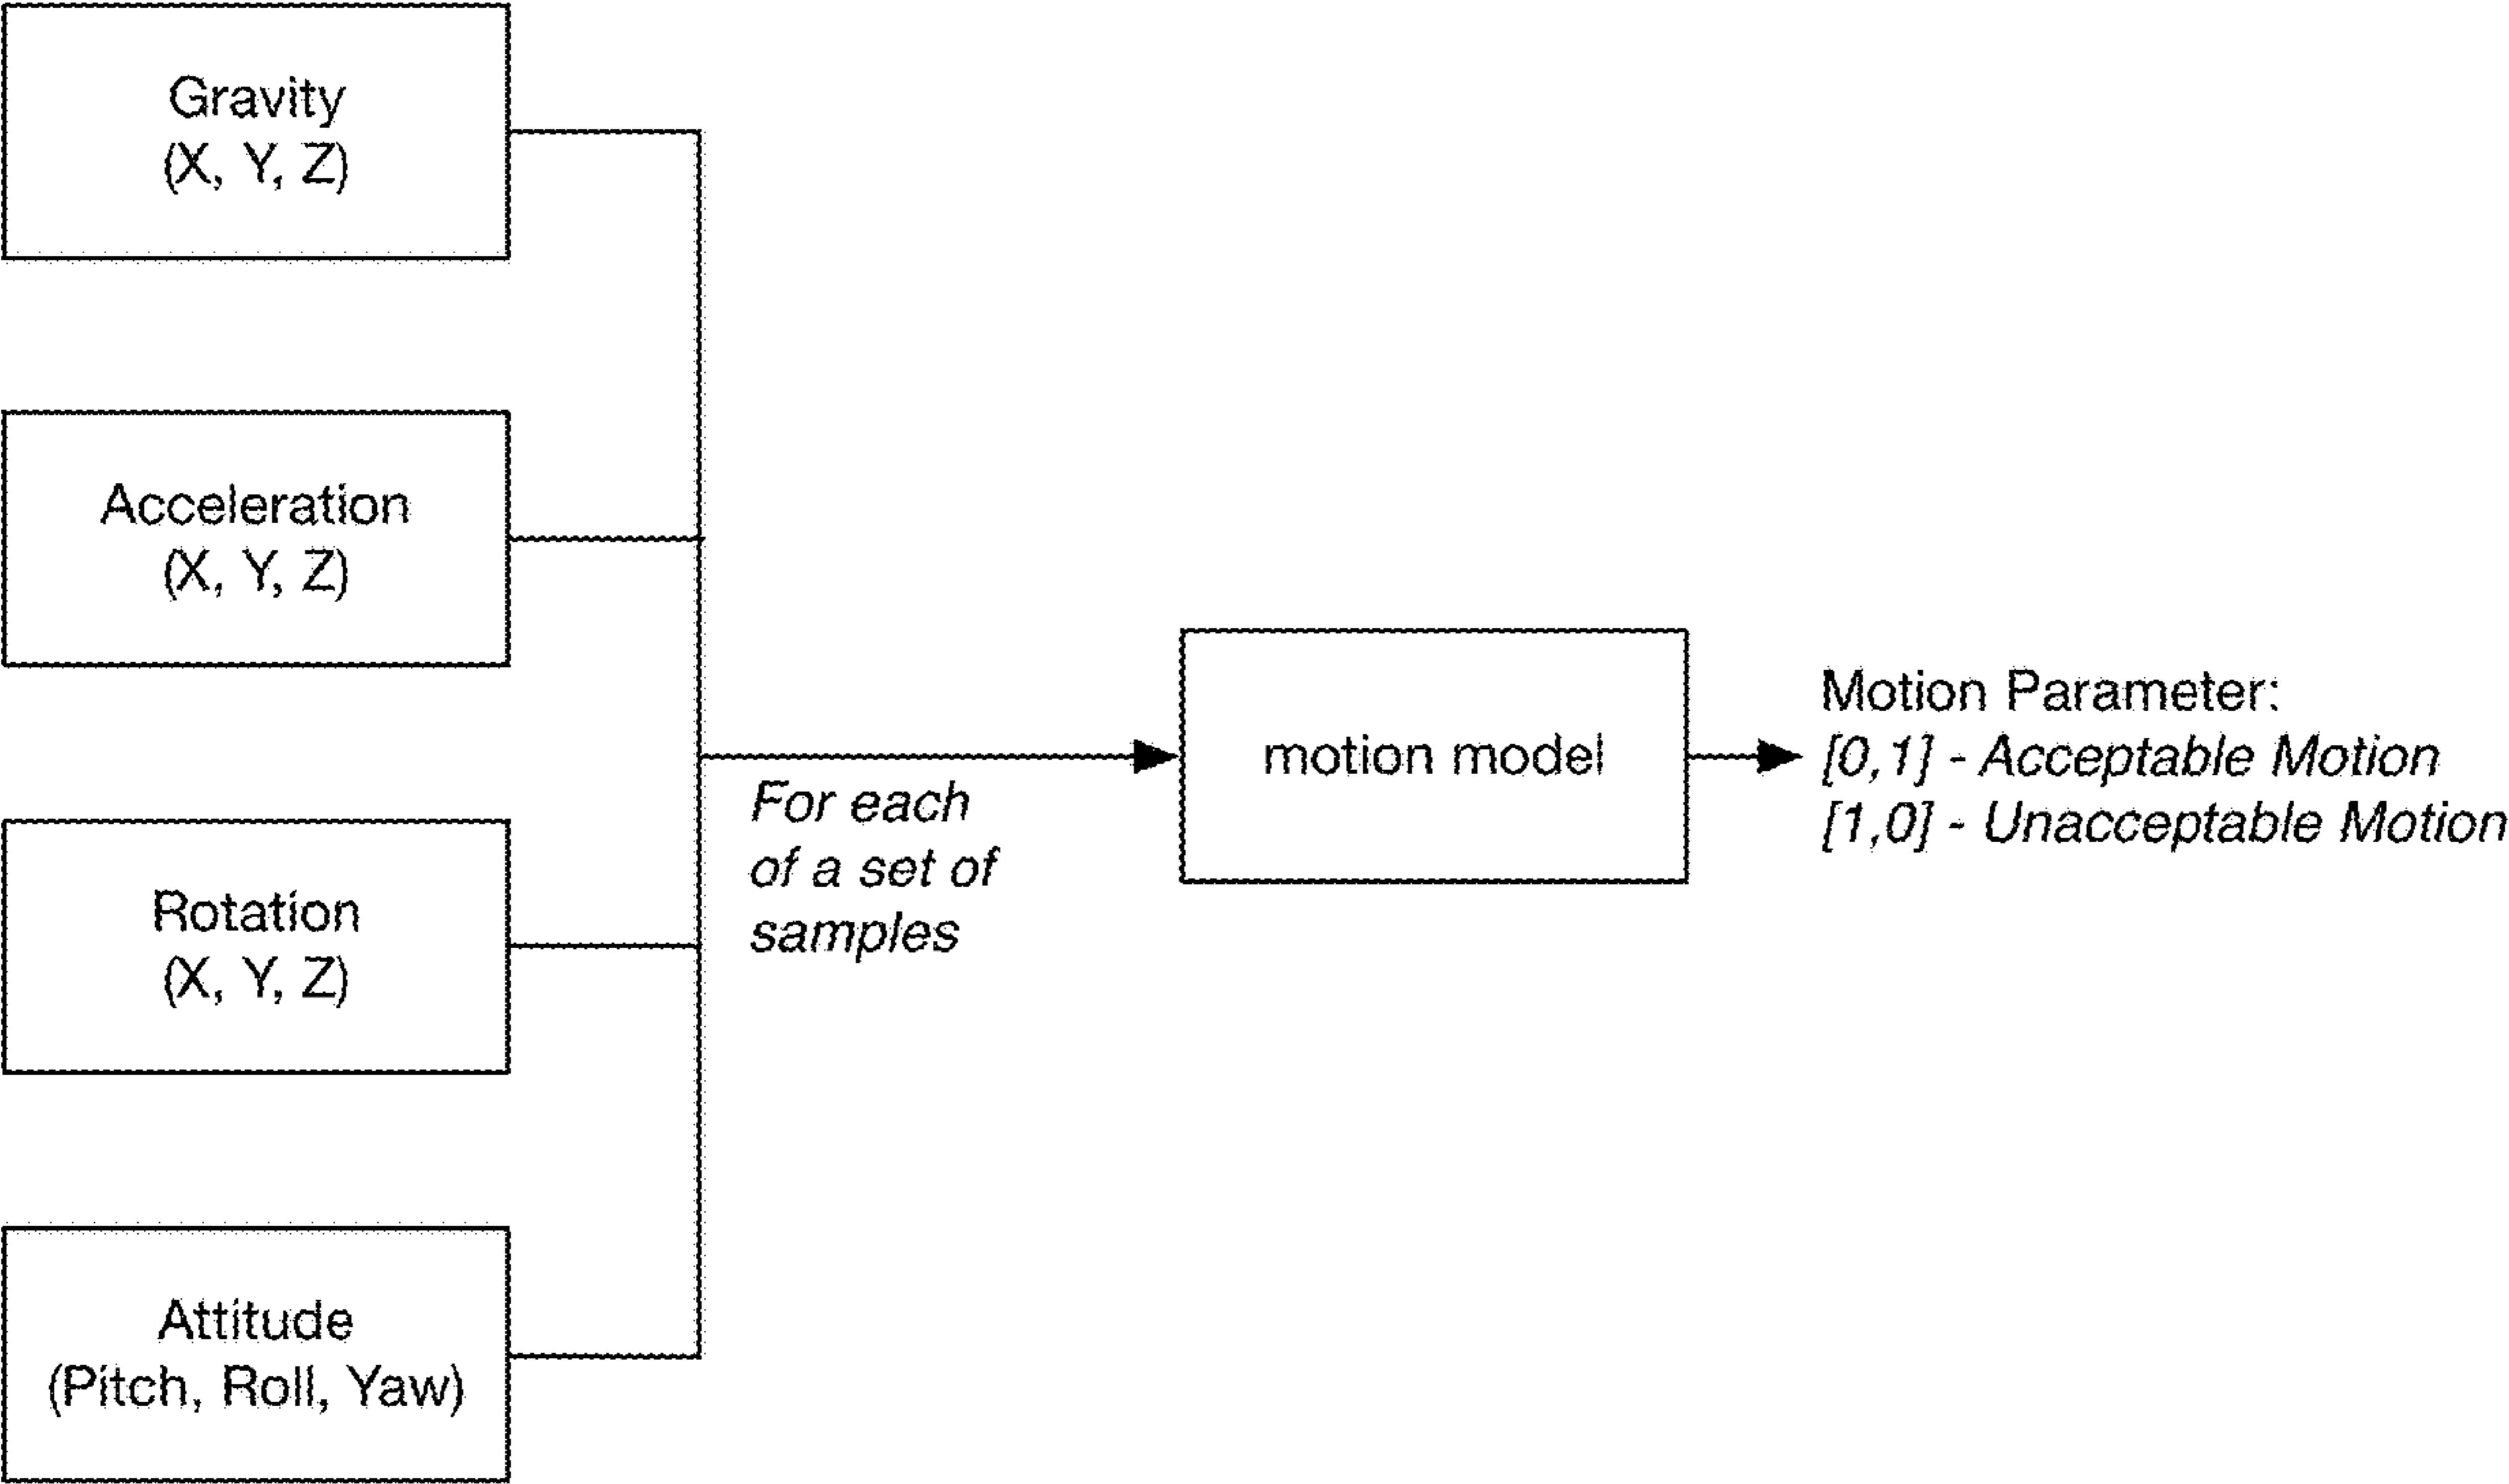 Gravity
(X, Y, Z)
Acceleration
(X, Y, Z)
Rotation
(X, Y, Z)
Attitude
(Pitch, Roll, Yaw)
For each
of a set of
samples
motion model
Motion Parameter:
[0,1] - Acceptable Motion
[1,0] - Unacceptable Motion